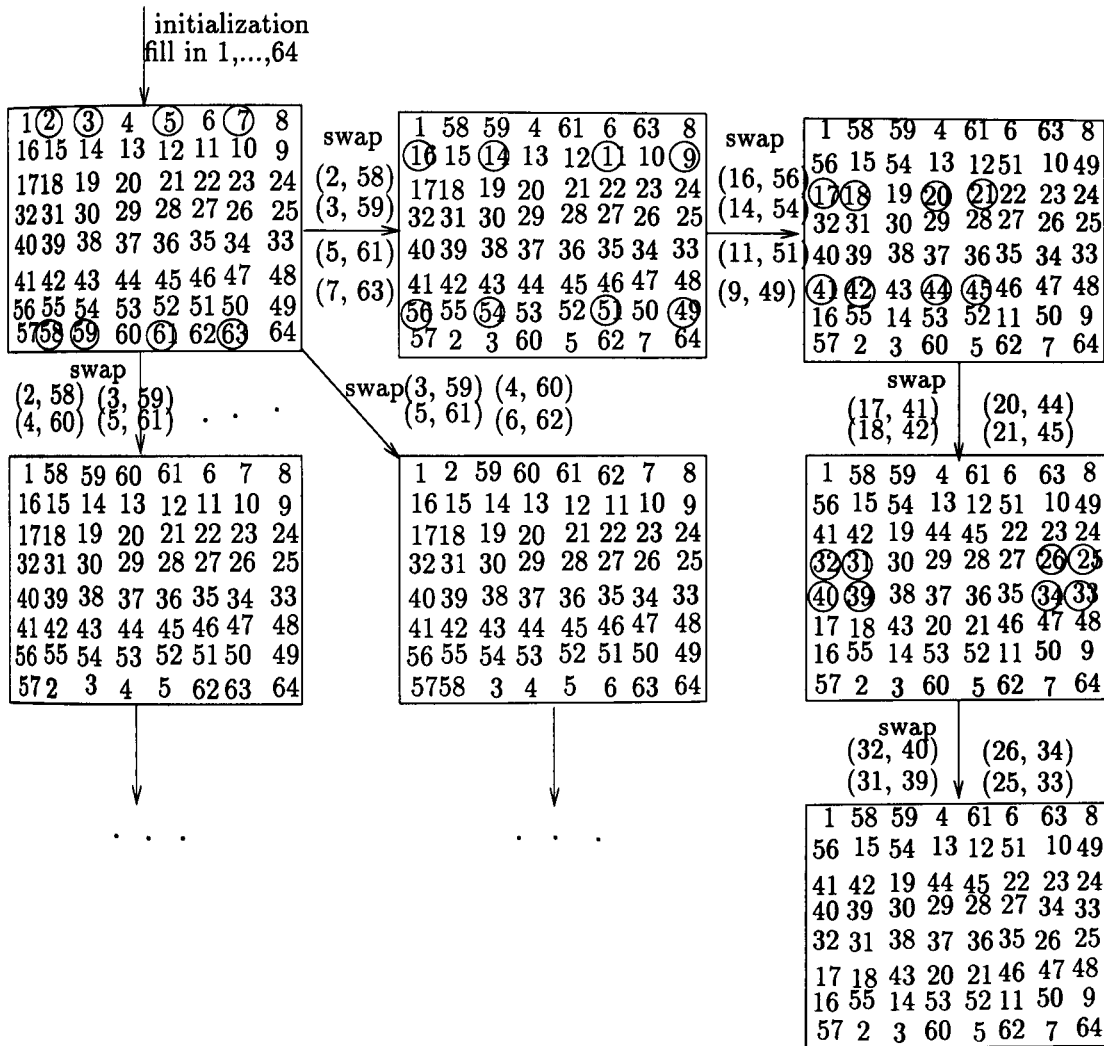 initialization
fill in 1,...,64
1 2 3 4 5 6 7 8
16 15 14 13 12 11 10 9
17 18 19 20 21 22 23 24
32 31 30 29 28 27 26 25
40 39 38 37 36 35 34 33
41 42 43 44 45 46 47 48
56 55 54 53 52 51 50 49
57 58 59 60 61 62 63 64
swap
(2, 58)
(3, 59)
(5, 61)
(7, 63)
1 58 59 4 61 6 63 8
16 15 14 13 12 11 10 9
17 18 19 20 21 22 23 24
32 31 30 29 28 27 26 25
40 39 38 37 36 35 34 33
41 42 43 44 45 46 47 48
56 55 54 53 52 51 50 49
57 2 3 60 5 62 7 64
swap
(16, 56)
(14, 54)
(11, 51)
(9, 49)
1 58 59 4 61 6 63 8
56 15 54 13 12 51 10 49
17 18 19 20 21 22 23 24
32 31 30 29 28 27 26 25
40 39 38 37 36 35 34 33
41 42 43 44 45 46 47 48
16 55 14 53 52 11 50 9
57 2 3 60 5 62 7 64
swap
(2, 58) (3, 59)
(4, 60) (5, 61) . . .
swap (3, 59) (4, 60)
(5, 61) (6, 62)
swap
(17, 41) (20, 44)
(18, 42) (21, 45)
1 58 59 60 61 6 7 8
16 15 14 13 12 11 10 9
17 18 19 20 21 22 23 24
32 31 30 29 28 27 26 25
40 39 38 37 36 35 34 33
41 42 43 44 45 46 47 48
56 55 54 53 52 51 50 49
57 2 3 4 5 62 63 64
. . .
1 2 59 60 61 62 7 8
16 15 14 13 12 11 10 9
17 18 19 20 21 22 23 24
32 31 30 29 28 27 26 25
40 39 38 37 36 35 34 33
41 42 43 44 45 46 47 48
56 55 54 53 52 51 50 49
57 58 3 4 5 6 63 64
. . .
1 58 59 4 61 6 63 8
56 15 54 13 12 51 10 49
41 42 19 44 45 22 23 24
32 31 30 29 28 27 26 25
40 39 38 37 36 35 34 33
17 18 43 20 21 46 47 48
16 55 14 53 52 11 50 9
57 2 3 60 5 62 7 64
swap
(32, 40) (26, 34)
(31, 39) (25, 33)
1 58 59 4 61 6 63 8
56 15 54 13 12 51 10 49
41 42 19 44 45 22 23 24
40 39 30 29 28 27 34 33
32 31 38 37 36 35 26 25
17 18 43 20 21 46 47 48
16 55 14 53 52 11 50 9
57 2 3 60 5 62 7 64